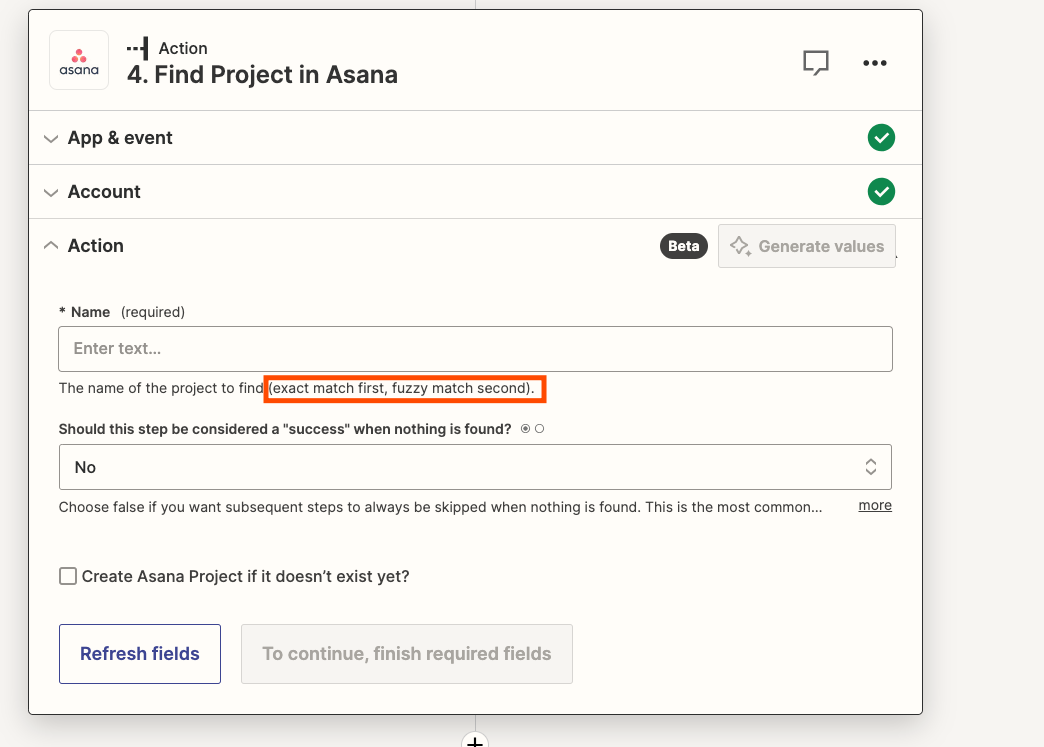 asana
Action
4. Find Project in Asana
App & event
Account
Action
Beta
Generate values
* Name (required)
Enter text...
The name of the project to find (exact match first, fuzzy match second).
Should this step be considered a "success" when nothing is found?
No
Choose false if you want subsequent steps to always be skipped when nothing is found. This is the most common...
more
Create Asana Project if it doesn’t exist yet?
Refresh fields
To continue, finish required fields